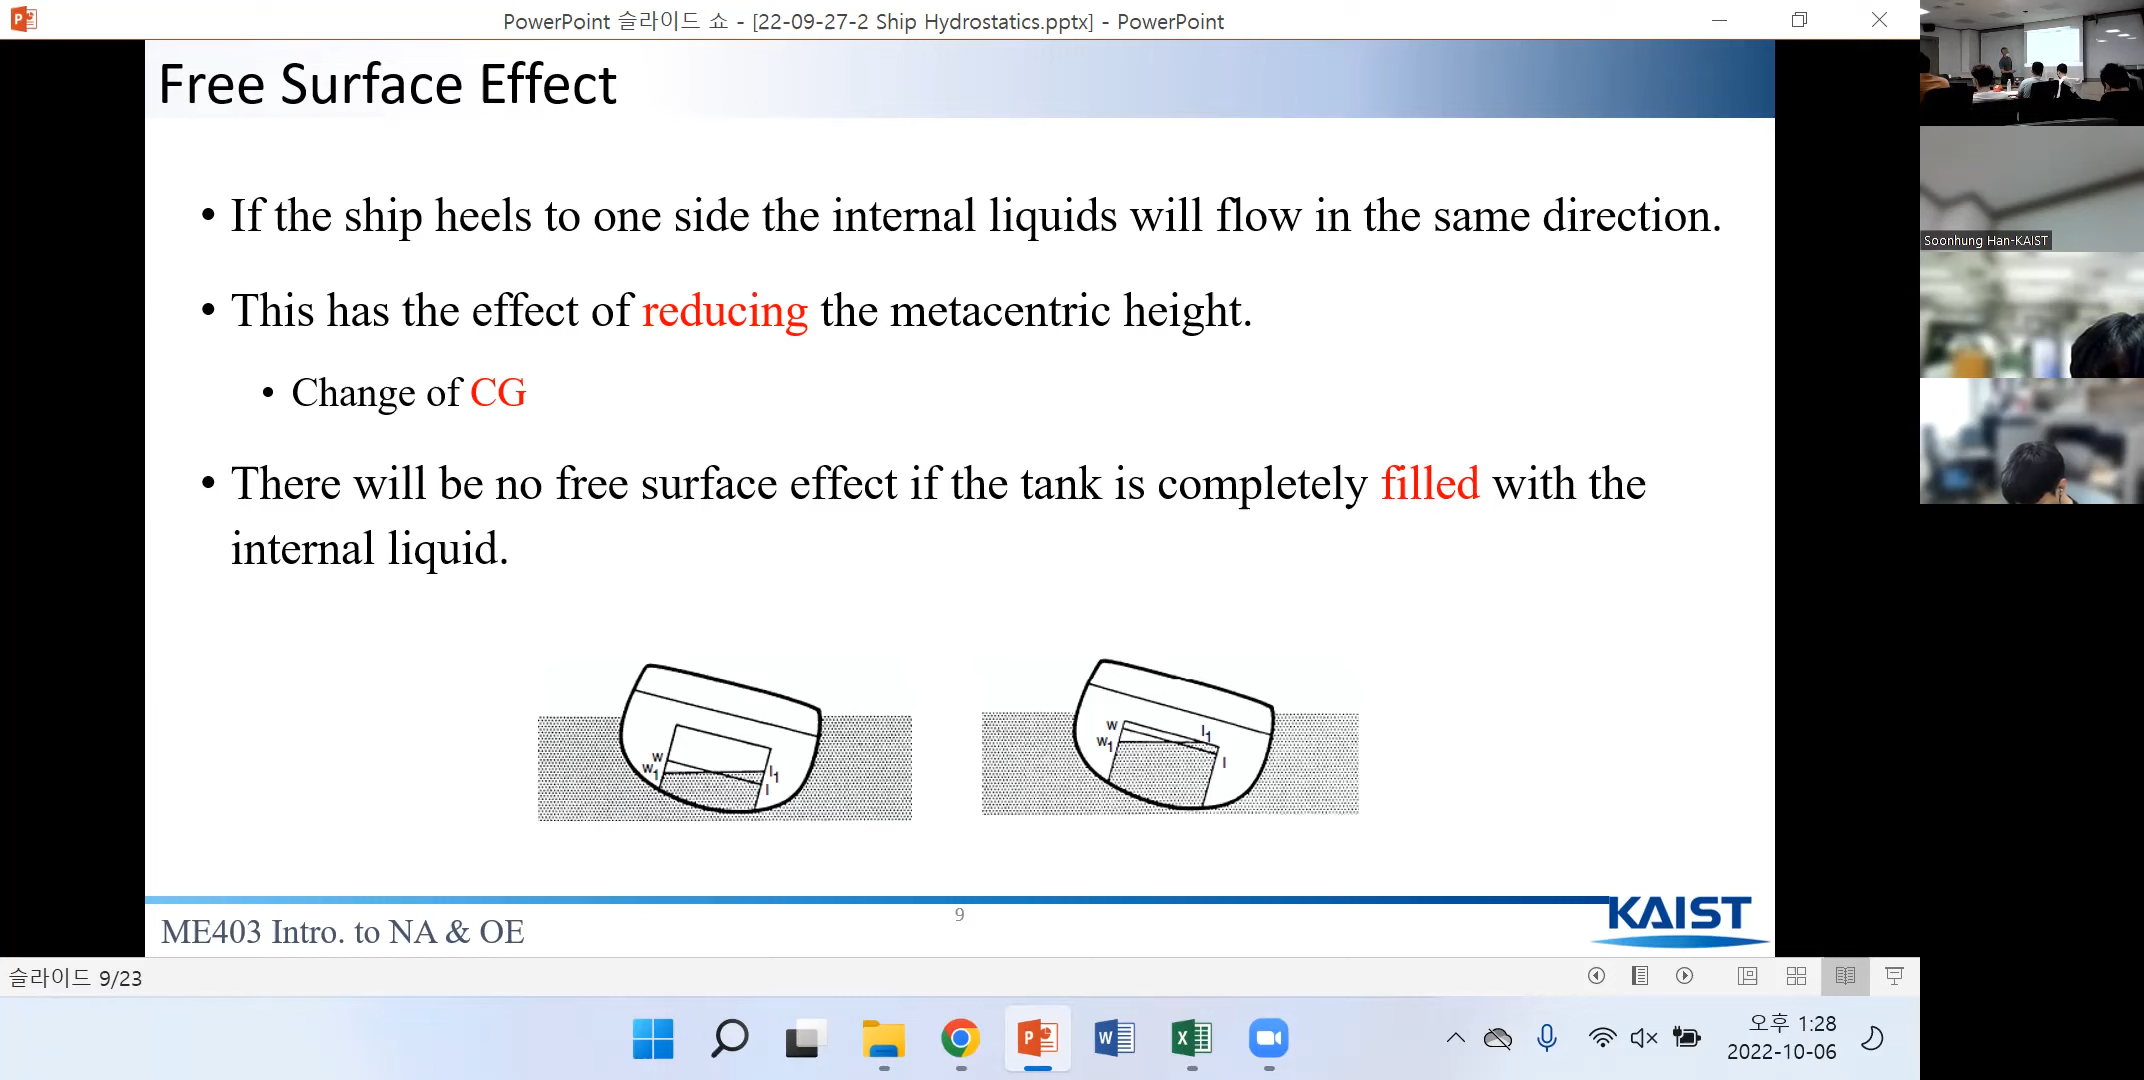 PowerPoint 슬라이드 쇼 - [22-09-27-2 Ship Hydrostatics.pptx] - PowerPoint
Free Surface Effect
• If the ship heels to one side the internal liquids will flow in the same direction.
• This has the effect of reducing the metacentric height.
• Change of CG
• There will be no free surface effect if the tank is completely filled with the
internal liquid.
w
w1
l1
l
w
w1
l1
l
ME403 Intro. to NA & OE
9
KAIST
Soonhung Han-KAIST
슬라이드 9/23
오후 1:28
2022-10-06